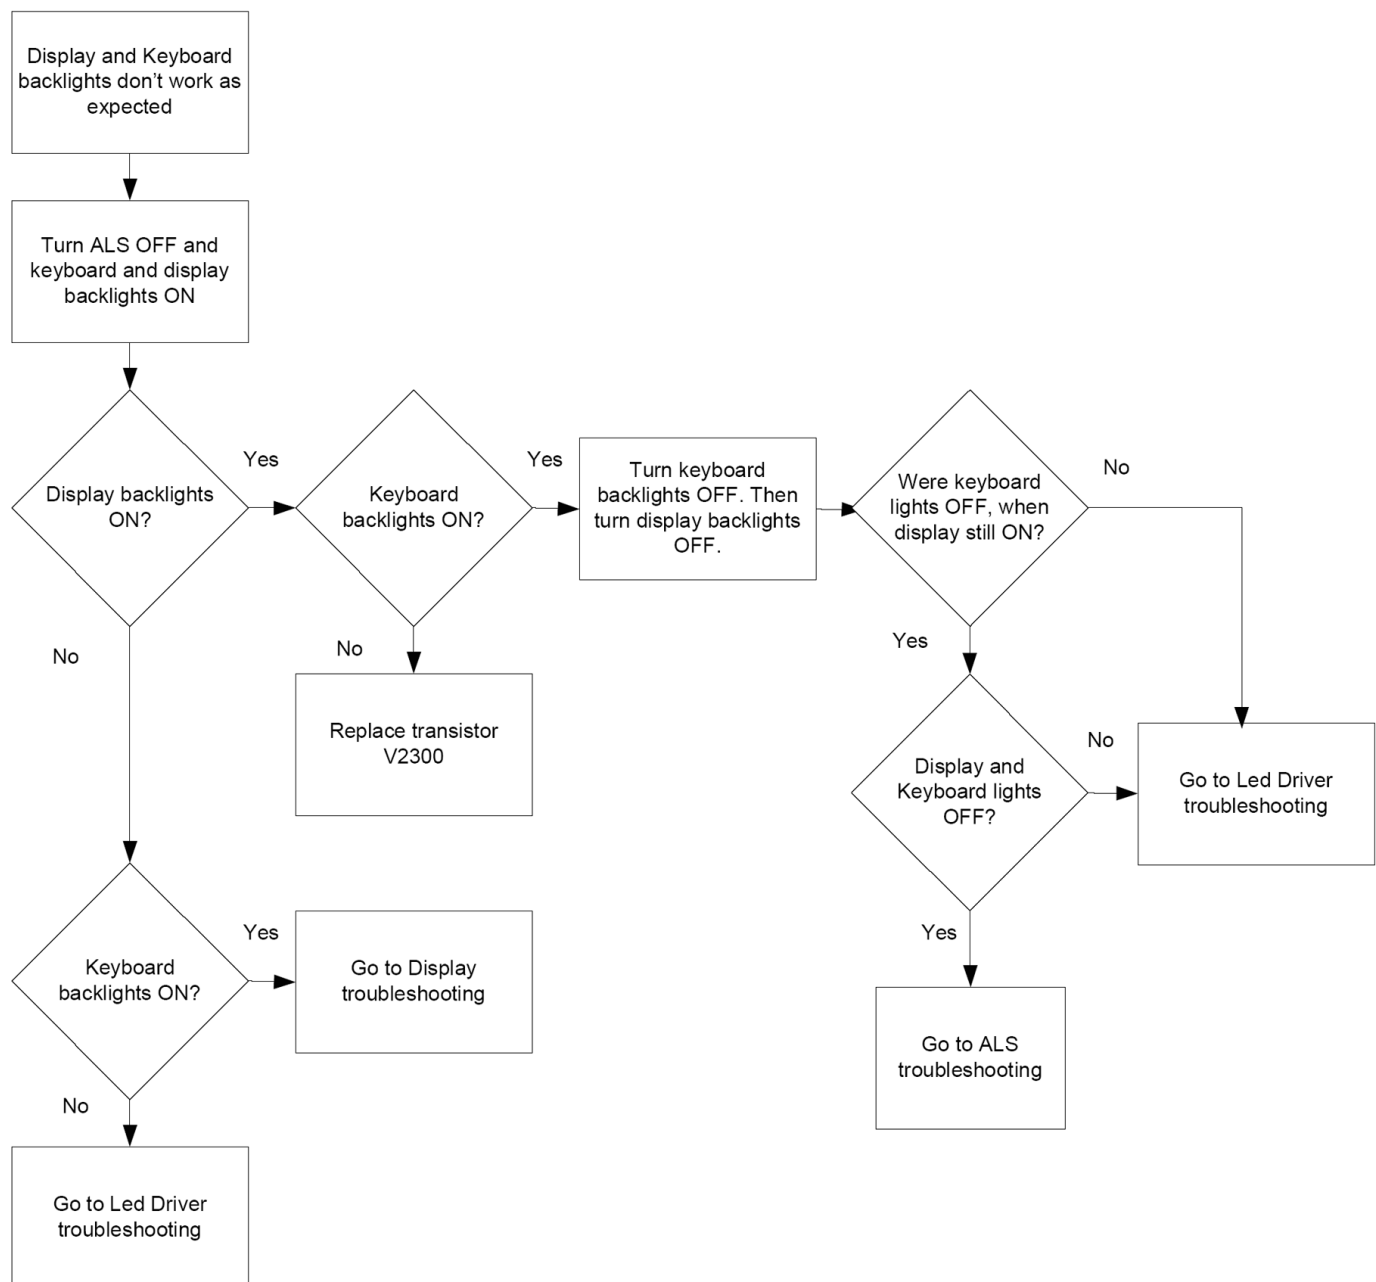 Display and Keyboard
backlights don't work as
expected
Turn ALS OFF and
keyboard and display
backlights ON
Display backlights
ON?
Yes
Keyboard
backlights ON?
Yes
Turn keyboard
backlights OFF. Then
turn display backlights
OFF.
Were keyboard
lights OFF, when
display still ON?
No
No
No
Yes
Replace transistor
V2300
Display and
Keyboard lights
OFF?
No
Go to Led Driver
troubleshooting
Keyboard
backlights ON?
Yes
Go to Display
troubleshooting
Yes
Go to ALS
troubleshooting
No
Go to Led Driver
troubleshooting